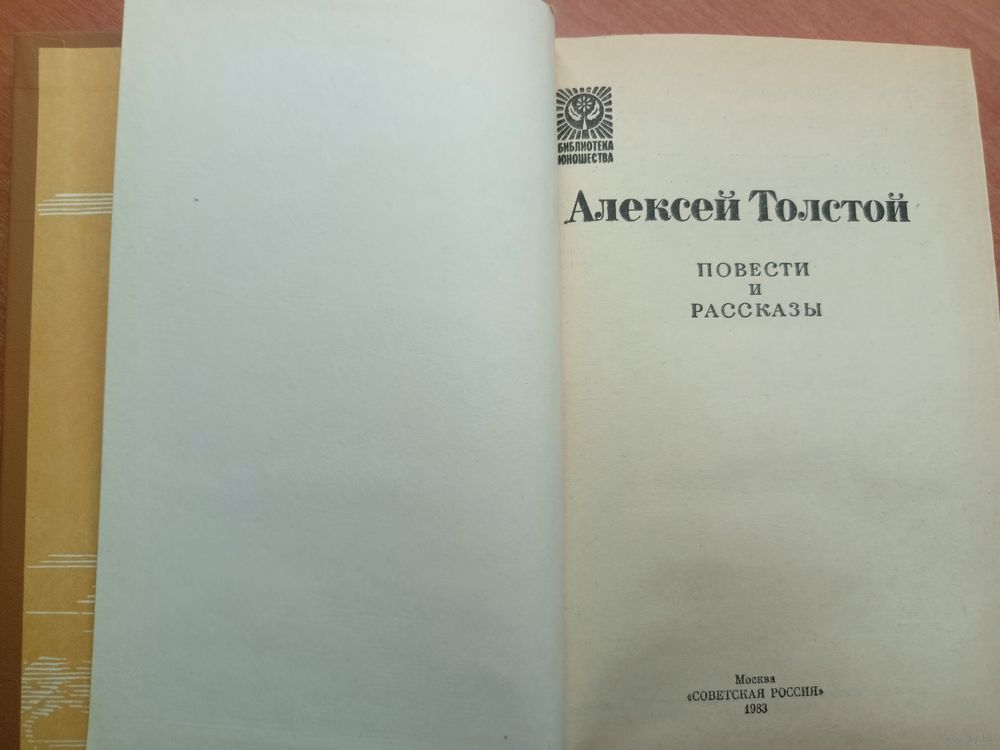 БИБЛИОТЕКА
ЮНОШЕСТВА
Алексей Толстой
ПОВЕСТИ
И
РАССКАЗЫ
Москва
«СОВЕТСКАЯ РОССИЯ»
1983